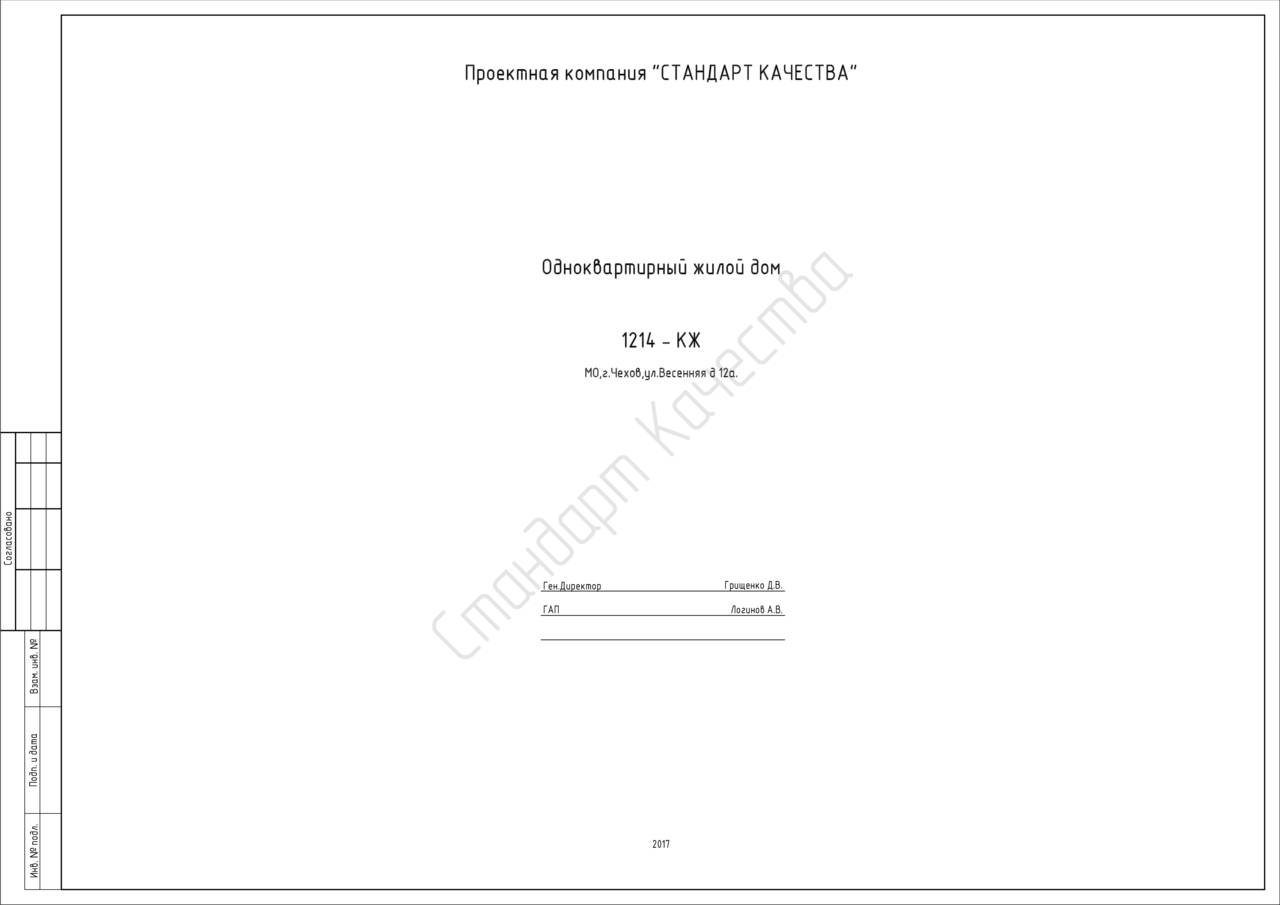 Проектная компания "СТАНДАРТ КАЧЕСТВА"
Одноквартирный жилой дом
1214 - КЖ
МО,г.Чехов,ул.Весенняя д 12а.
Стандарт Качества
Ген.Директор Грищенко Д.В.
ГАП Логинов А.В.
2017
Согласовано
Взам. инв. №
Подп. и дата
Инв. № подл.